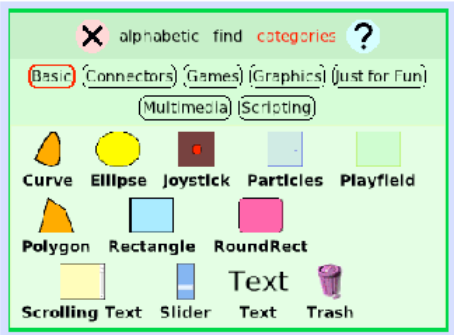 alphabetic find categories ?
Basic Connectors Games Graphics Just for Fun
Multimedia Scripting
Curve Ellipse Joystick Particles Playfield
Polygon Rectangle RoundRect
Text
Scrolling Text Slider Text Trash